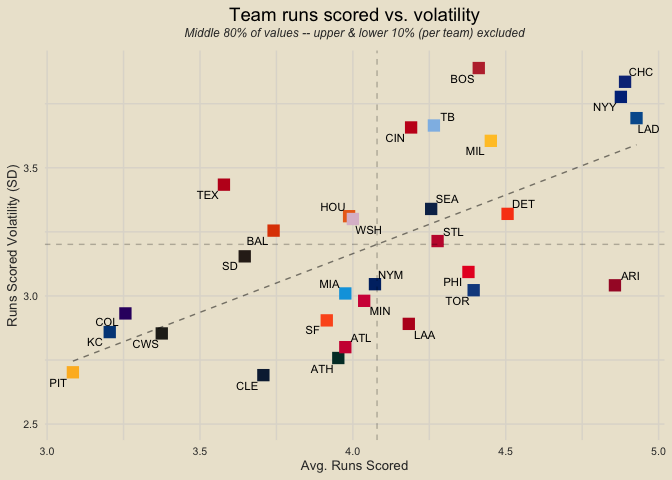 Team runs scored vs. volatility
Middle 80% of values -- upper & lower 10% (per team) excluded
BOS
CHC
NYY
LAD
CIN
TB
MIL
TEX
HOU
WSH
SEA
DET
BAL
STL
SD
MIA
NYM
PHI
TOR
ARI
COL
KC
CWS
SF
MIN
ATL
LAA
ATH
PIT
CLE
3.5
3.0
2.5
Runs Scored Volatility (SD)
3.0
3.5
4.0
4.5
5.0
Avg. Runs Scored